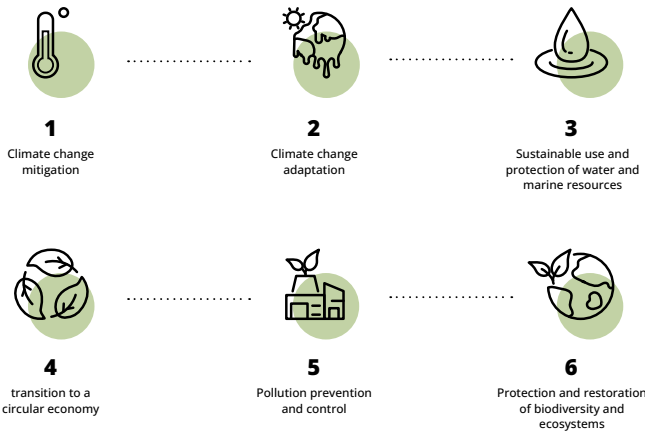 1
Climate change
mitigation
2
Climate change
adaptation
3
Sustainable use and
protection of water and
marine resources
4
transition to a
circular economy
5
Pollution prevention
and control
6
Protection and restoration
of biodiversity and
ecosystems